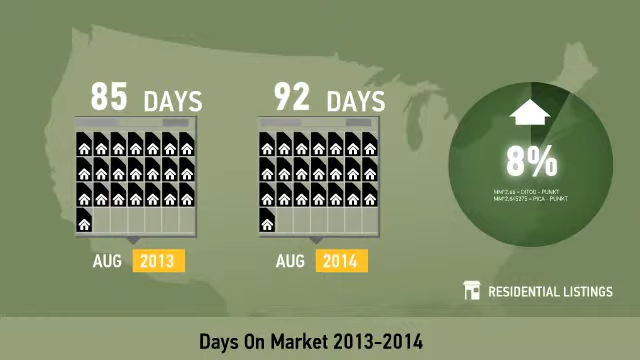 85 DAYS
92 DAYS
8%
AUG 2013
AUG 2014
RESIDENTIAL LISTINGS
Days On Market 2013-2014